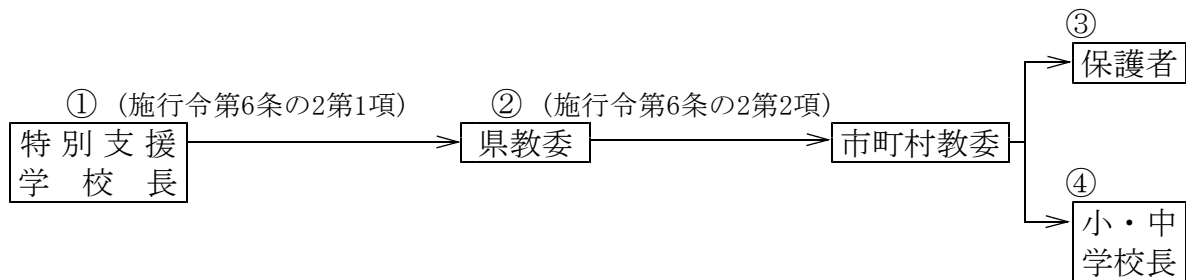 ③
保護者
① (施行令第6条の2第1項)
② (施行令第6条の2第2項)
特別支援
学校長
県教委
市町村教委
④
小・中
学校長